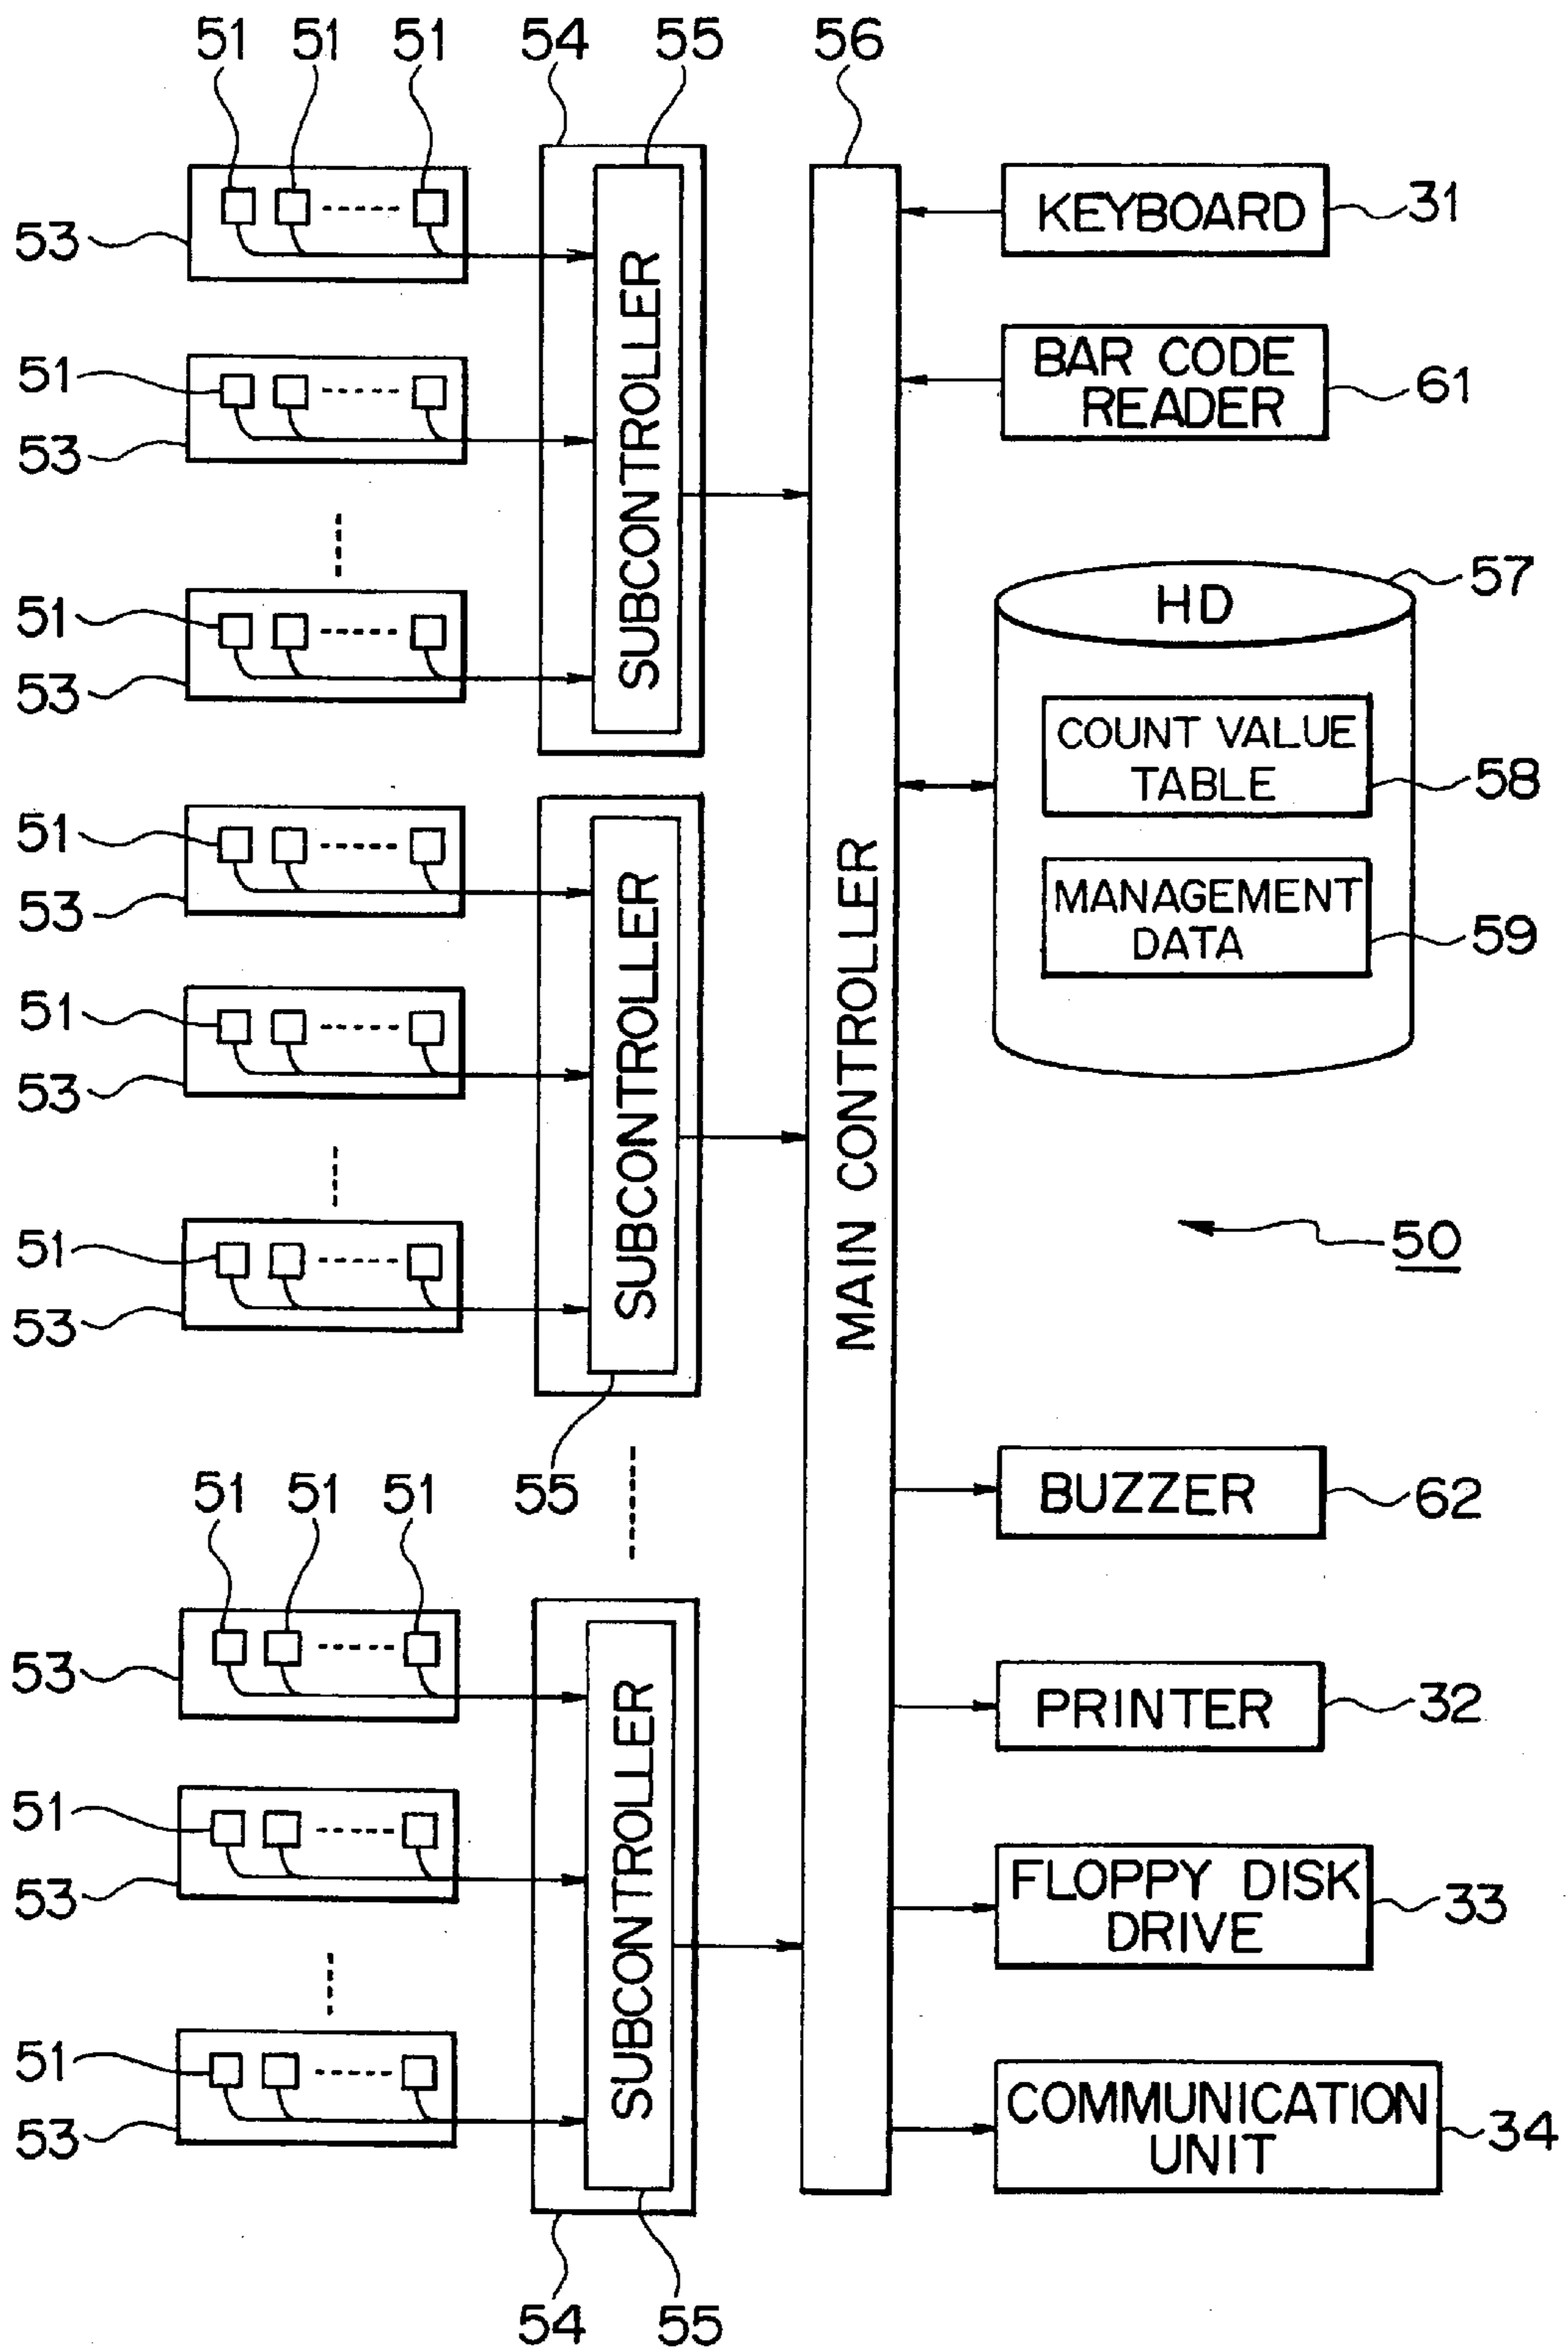 51 51 51 54 55 56
53
51
53
51
53
SUBCONTROLLER
51
53
51
53
51
53
SUBCONTROLLER
55
51 51 51
53
51
53
51
53
SUBCONTROLLER
54 55
MAIN CONTROLLER
KEYBOARD 31
BAR CODE
READER
61
HD 57
COUNT VALUE
TABLE
58
MANAGEMENT
DATA
59
50
BUZZER 62
PRINTER 32
FLOPPY DISK
DRIVE
33
COMMUNICATION
UNIT
34